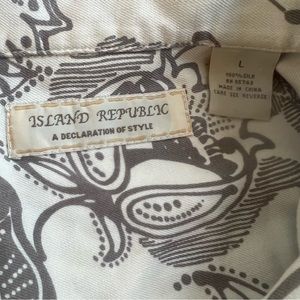 ISLAND REPUBLIC
A DECLARATION OF STYLE
L
100% SILK
MADE IN CHINA
CARE SEE REVERSE